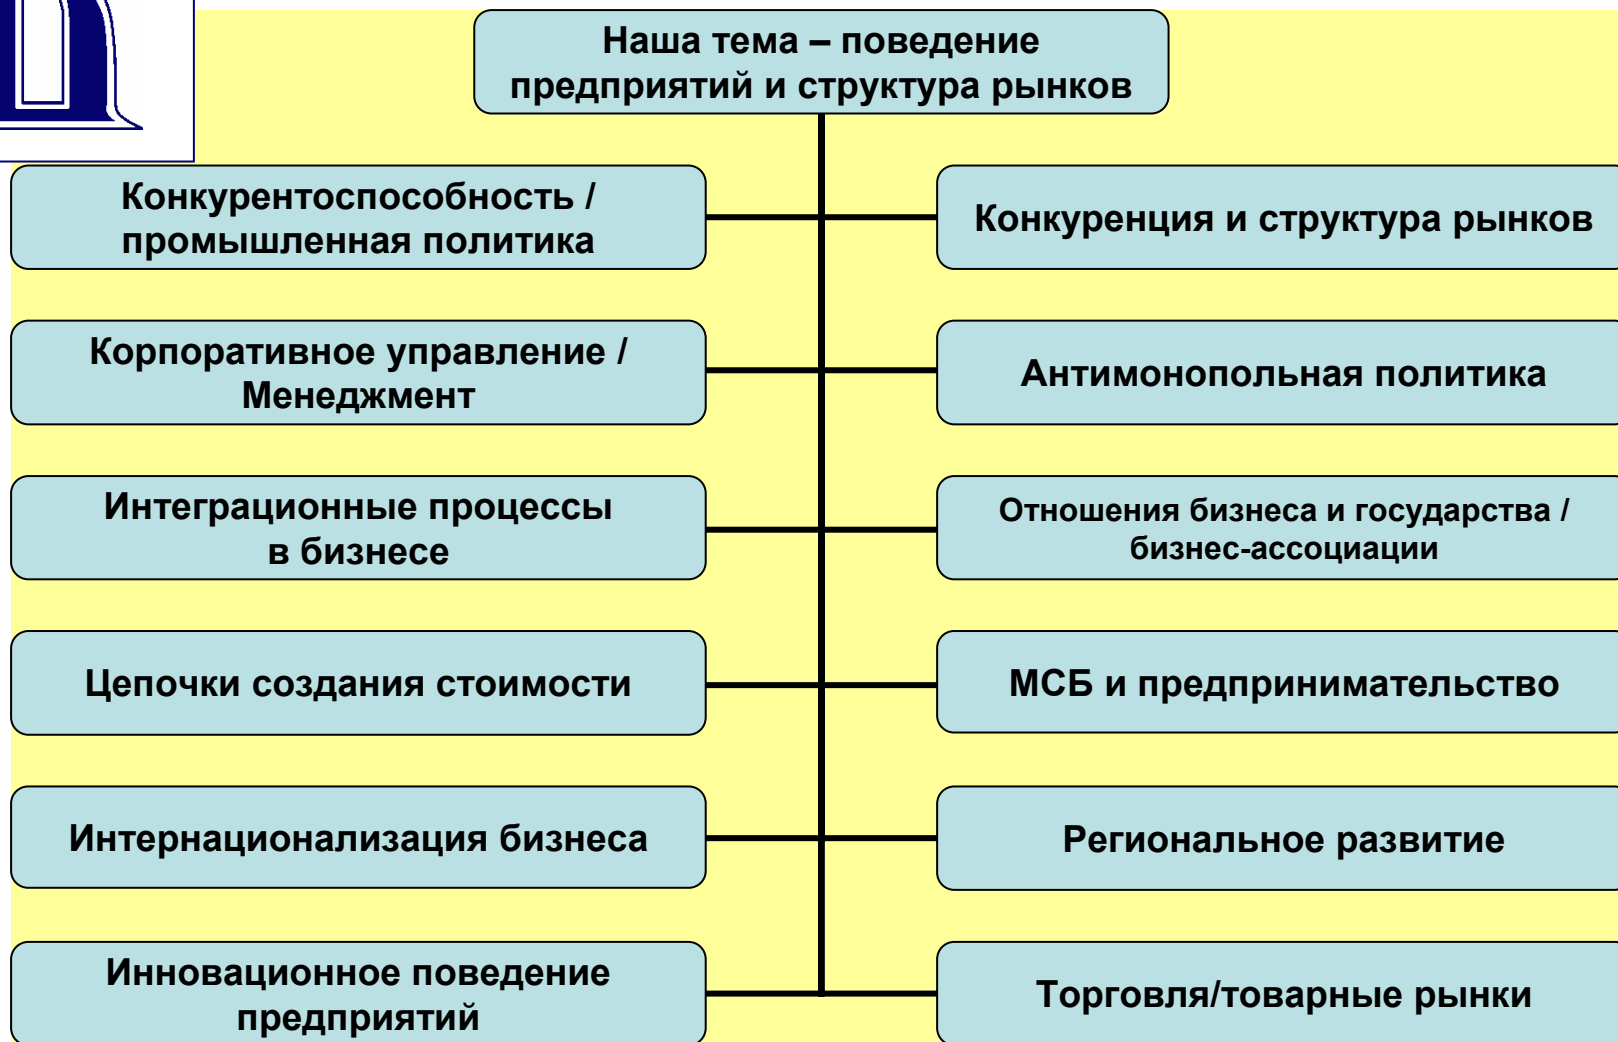 Наша тема – поведение
предприятий и структура рынков
Конкурентоспособность /
промышленная политика
Конкуренция и структура рынков
Корпоративное управление /
Менеджмент
Антимонопольная политика
Интеграционные процессы
в бизнесе
Отношения бизнеса и государства /
бизнес-ассоциации
Цепочки создания стоимости
МСБ и предпринимательство
Интернационализация бизнеса
Региональное развитие
Инновационное поведение
предприятий
Торговля/товарные рынки